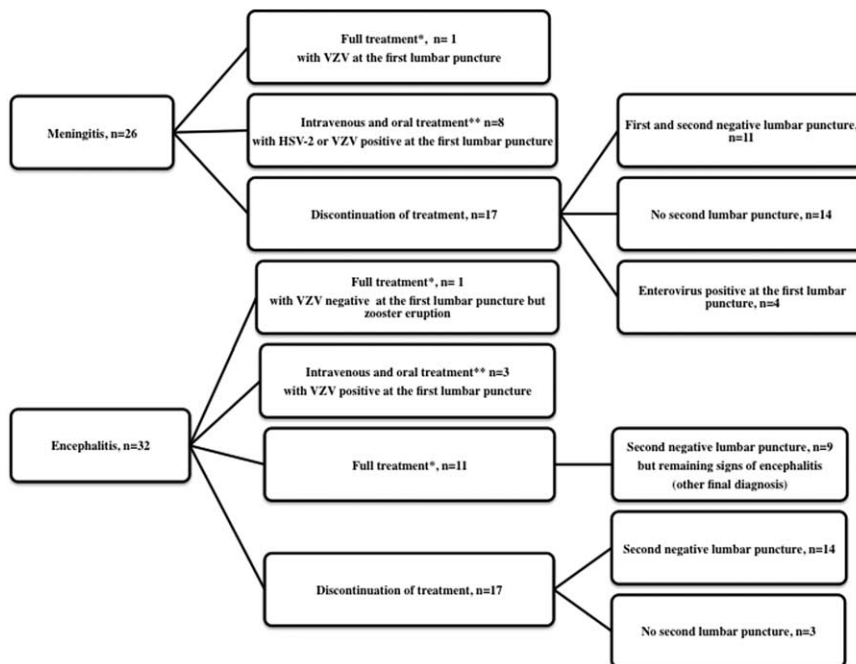 Meningitis, n=26
Full treatment*,  n= 1
with VZV at the first lumbar puncture
Intravenous and oral treatment** n=8
with HSV-2 or VZV positive at the first lumbar puncture
Discontinuation of treatment, n=17
First and second negative lumbar puncture,
n=11
No second lumbar puncture, n=14
Enterovirus positive at the first lumbar
puncture, n=4
Encephalitis, n=32
Full treatment*, n= 1
with VZV negative  at the first lumbar puncture but
zooster eruption
Intravenous and oral treatment** n=3
with VZV positive at the first lumbar puncture
Full treatment*, n=11
Second negative lumbar puncture, n=9
but remaining signs of encephalitis
(other final diagnosis)
Discontinuation of treatment, n=17
Second negative lumbar puncture, n=14
No second lumbar puncture, n=3